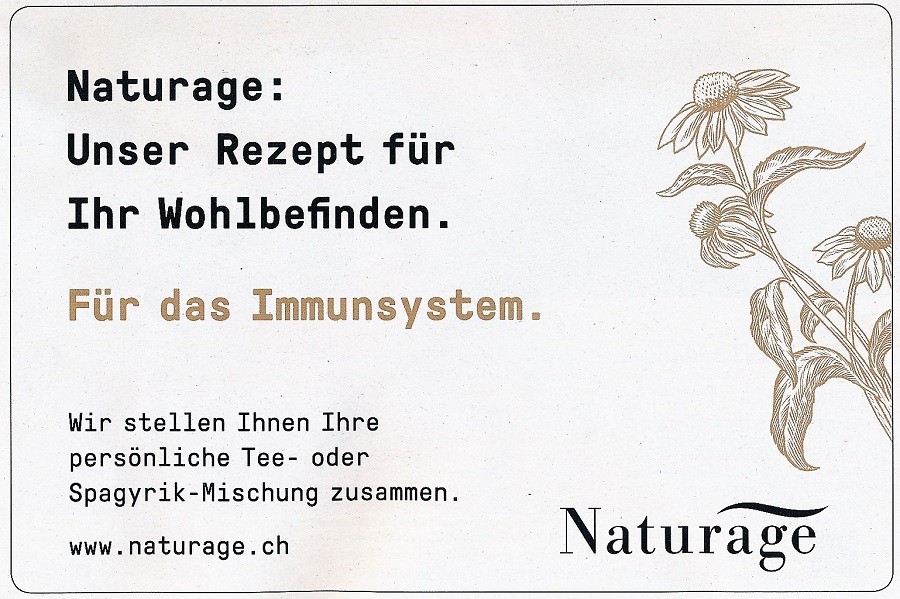 Naturage:
Unser Rezept für
Ihr Wohlbefinden.
Für das Immunsystem.
Wir stellen Ihnen Ihre
persönliche Tee- oder
Spagyrik-Mischung zusammen.
www.naturage.ch
Naturage